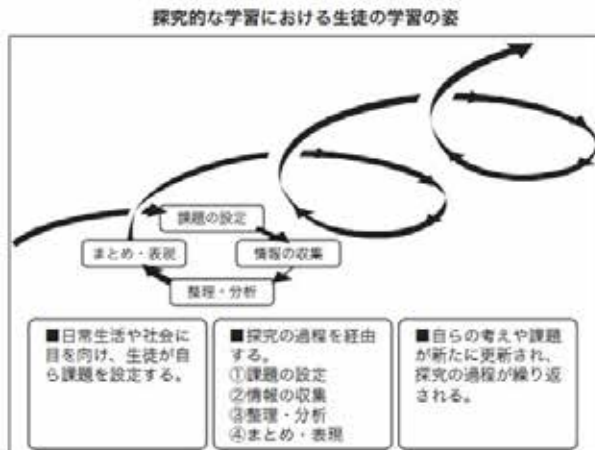 探究的な学習における生徒の学習の姿
課題の設定
まとめ・表現
情報の収集
整理・分析
■日常生活や社会に
目を向け、生徒が自
ら課題を設定する。
■探究の過程を経由
する。
①課題の設定
②情報の収集
③整理・分析
④まとめ・表現
■自らの考えや課題
が新たに更新され、
探究の過程が繰り返
される。